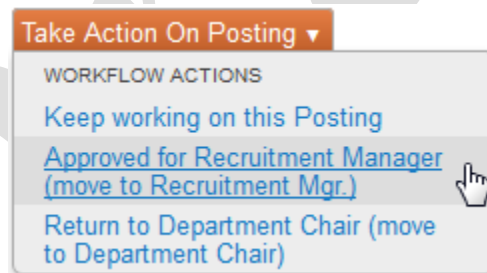 Take Action On Posting ▾
WORKFLOW ACTIONS
Keep working on this Posting
Approved for Recruitment Manager
(move to Recruitment Mgr.)
Return to Department Chair (move
to Department Chair)